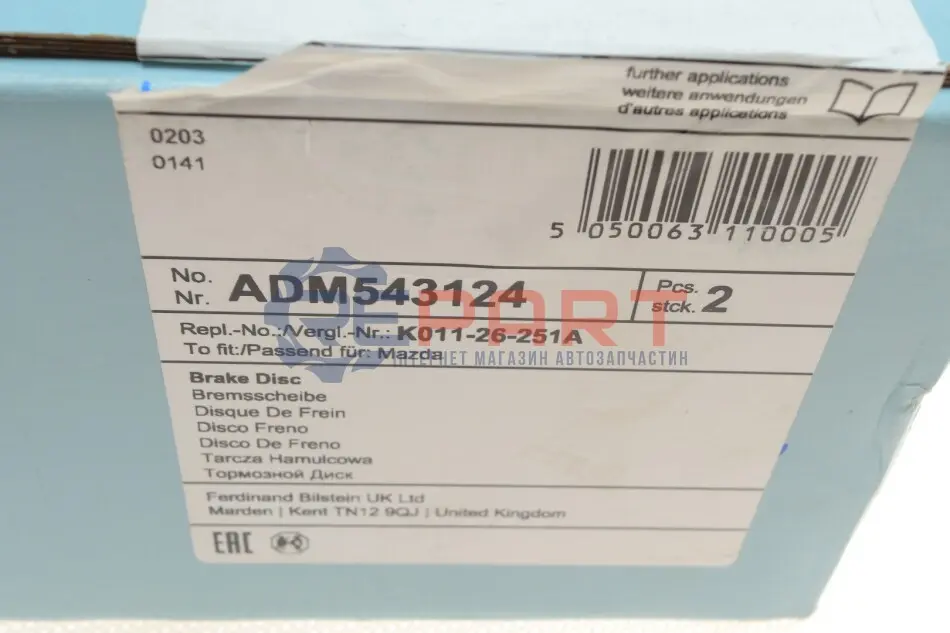 further applications
weitere anwendungen
d'autres applications
0203
0141
5 050063 110005
No.
Nr. ADM543124
Pcs.
stck. 2
Repl.-No.:/Vergl.-Nr.: K011-26-251A
To fit:/Passend für: Mazda
EPORT
ІНТЕРНЕТ МАГАЗИН АВТОЗАПЧАСТИН
Brake Disc
Bremsscheibe
Disque De Frein
Disco Freno
Disco De Freno
Tarcza Hamulcowa
Тормозной Диск
Ferdinand Bilstein UK Ltd
Marden | Kent TN12 9QJ | United Kingdom
EAC